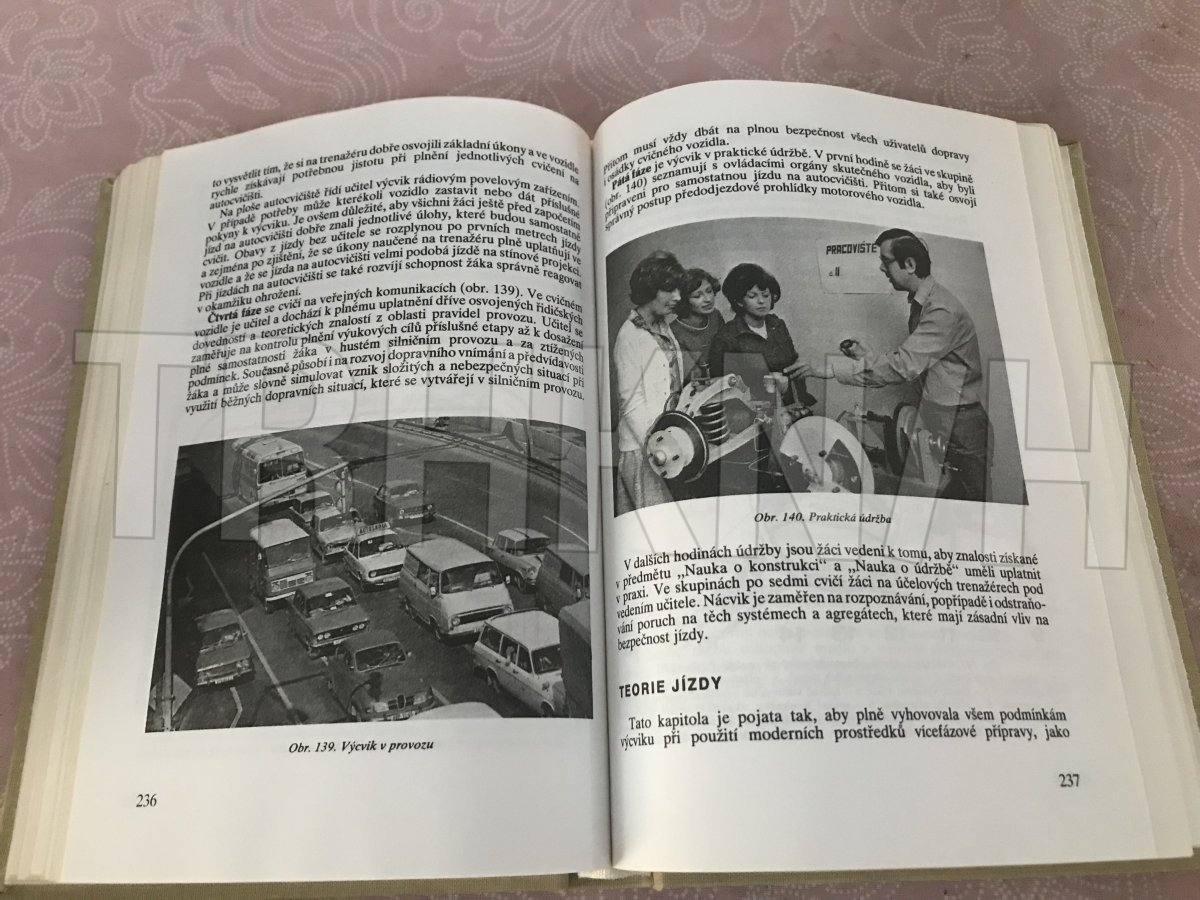 to vysvětlit tím, že si na trenažéru dobře osvojili základní úkony a ve vozidle
rychle získávají potřebnou jistotu při plnění jednotlivých cvičení na
autocvičišti.
Na ploše autocvičiště řídí učitel výcvik rádiovým povelovým zařízením.
V případě potřeby může kterékoli vozidlo zastavit nebo dát příslušné
pokyny k výcviku. Je ovšem důležité, aby všichni žáci ještě před započetím
jízd na autocvičišti dobře znali jednotlivé úlohy, které budou samostatně
cvičit. Obavy z jízdy bez učitele se rozplynou po prvních metrech jízdy
a zejména po zjištění, že se úkony naučené na trenažéru plně uplatňují ve
vozidle a že se jízda na autocvičišti velmi podobá jízdě na stínové projekci.
Při jízdách na autocvičišti se také rozvíjí schopnost žáka správně reagovat
v okamžiku ohrožení.
Čtvrtá fáze se cvičí na veřejných komunikacích (obr. 139). Ve cvičném
vozidle je učitel a dochází k plnému uplatnění dříve osvojených řidičských
dovedností a teoretických znalostí z oblasti pravidel provozu. Učitel se
zaměřuje na kontrolu plnění výukových cílů příslušné etapy až k dosažení
plné samostatnosti žáka v hustém silničním provozu a za ztížených
podmínek. Současně působí i na rozvoj dopravního vnímání a předvídavosti
žáka a může slovně simulovat vznik složitých a nebezpečných situací při
využití běžných dopravních situací, které se vytvářejí v silničním provozu.
AUTOŠKOLA
Obr. 139. Výcvik v provozu
236
Přitom musí vždy dbát na plnou bezpečnost všech uživatelů dopravy
i osádky cvičného vozidla.
Pátá fáze je výcvik v praktické údržbě. V první hodině se žáci ve skupině
(obr. 140) seznamují s ovládacími orgány skutečného vozidla, aby byli
připraveni pro samostatnou jízdu na autocvičišti. Přitom si také osvojí
správný postup předodjezdové prohlídky motorového vozidla.
PRACOVIŠTĚ
Obr. 140. Praktická údržba
V dalších hodinách údržby jsou žáci vedeni k tomu, aby znalosti získané
v předmětu „Nauka o konstrukci“ a „Nauka o údržbě“ uměli uplatnit
v praxi. Ve skupinách po sedmi cvičí žáci na účelových trenažérech pod
vedením učitele. Nácvik je zaměřen na rozpoznávání, popřípadě i odstraňo-
vání poruch na těch systémech a agregátech, které mají zásadní vliv na
bezpečnost jízdy.
TEORIE JÍZDY
Tato kapitola je pojata tak, aby plně vyhovovala všem podmínkám
výcviku při použití moderních prostředků vícefázové přípravy, jako
237